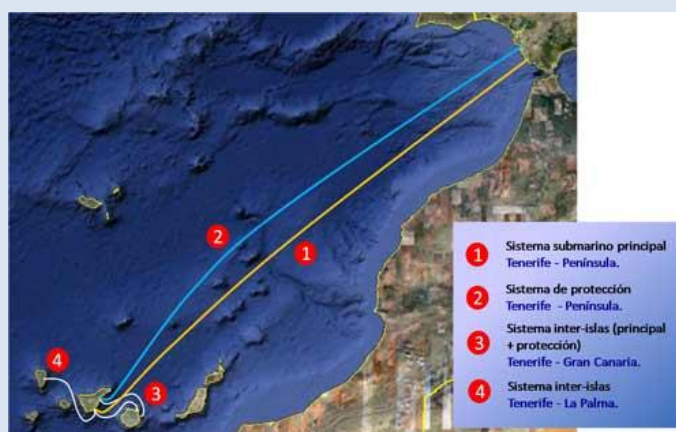 2
1
4
3
1
Sistema submarino principal
Tenerife - Península.
2
Sistema de protección
Tenerife - Península.
3
Sistema inter-islas (principal
+ protección)
Tenerife - Gran Canaria.
4
Sistema inter-islas
Tenerife - La Palma.